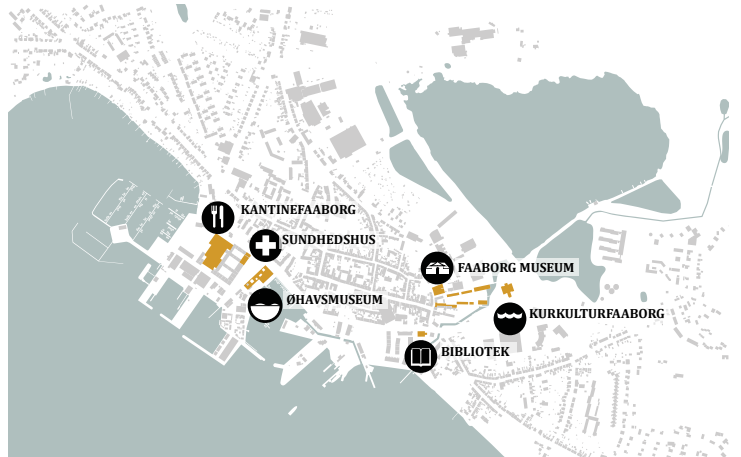 KANTINEFAABORG
SUNDHEDSHUS
FAABORG MUSEUM
ØHAVSMUSEUM
KURKULTURFAABORG
BIBLIOTEK